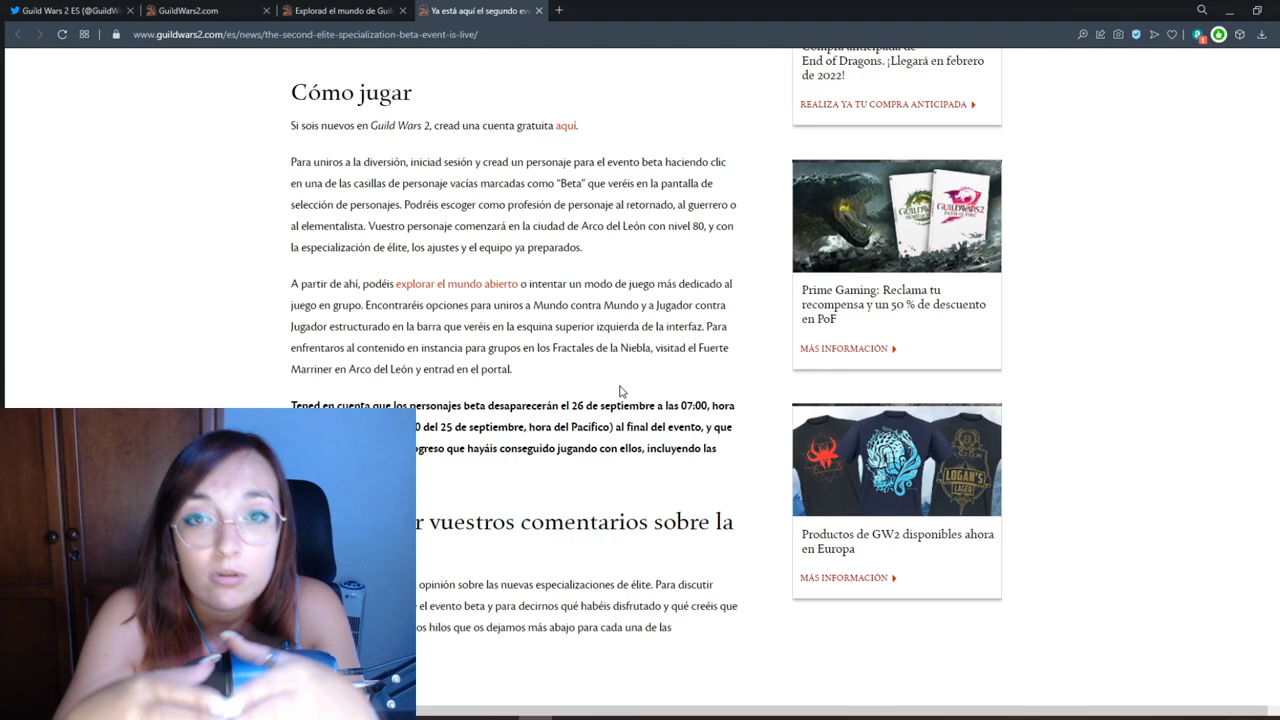 Guild Wars 2 ES (@GuildWa
GuildWars2.com
Explorad el mundo de Guil
Ya está aquí el segundo ev
www.guildwars2.com/es/news/the-second-elite-specialization-beta-event-is-live/
Cómo jugar
Si sois nuevos en Guild Wars 2, cread una cuenta gratuita aquí.
Para uniros a la diversión, iniciad sesión y cread un personaje para el evento beta haciendo clic
en una de las casillas de personaje vacías marcadas como “Beta” que veréis en la pantalla de
selección de personajes. Podréis escoger como profesión de personaje al retornado, al guerrero o
al elementalista. Vuestro personaje comenzará en la ciudad de Arco del León con nivel 80, y con
la especialización de élite, los ajustes y el equipo ya preparados.
A partir de ahí, podéis explorar el mundo abierto o intentar un modo de juego más dedicado al
juego en grupo. Encontraréis opciones para uniros a Mundo contra Mundo y a Jugador contra
Jugador estructurado en la barra que veréis en la esquina superior izquierda de la interfaz. Para
enfrentaros al contenido en instancia para grupos en los Fractales de la Niebla, visitad el Fuerte
Marriner en Arco del León y entrad en el portal.
Tened en cuenta que los personajes beta desaparecerán el 26 de septiembre a las 07:00, hora
0 del 25 de septiembre, hora del Pacífico) al final del evento, y que
greso que hayáis conseguido jugando con ellos, incluyendo las
r vuestros comentarios sobre la
opinión sobre las nuevas especializaciones de élite. Para discutir
el evento beta y para decirnos qué habéis disfrutado y qué creéis que
os hilos que os dejamos más abajo para cada una de las
Compra anticipada de
End of Dragons. ¡Llegará en febrero
de 2022!
REALIZA YA TU COMPRA ANTICIPADA
GUILDWARS2
Prime Gaming: Reclama tu
recompensa y un 50 % de descuento
en PoF
MÁS INFORMACIÓN
LOGAN'S
LAGER
Productos de GW2 disponibles ahora
en Europa
MÁS INFORMACIÓN